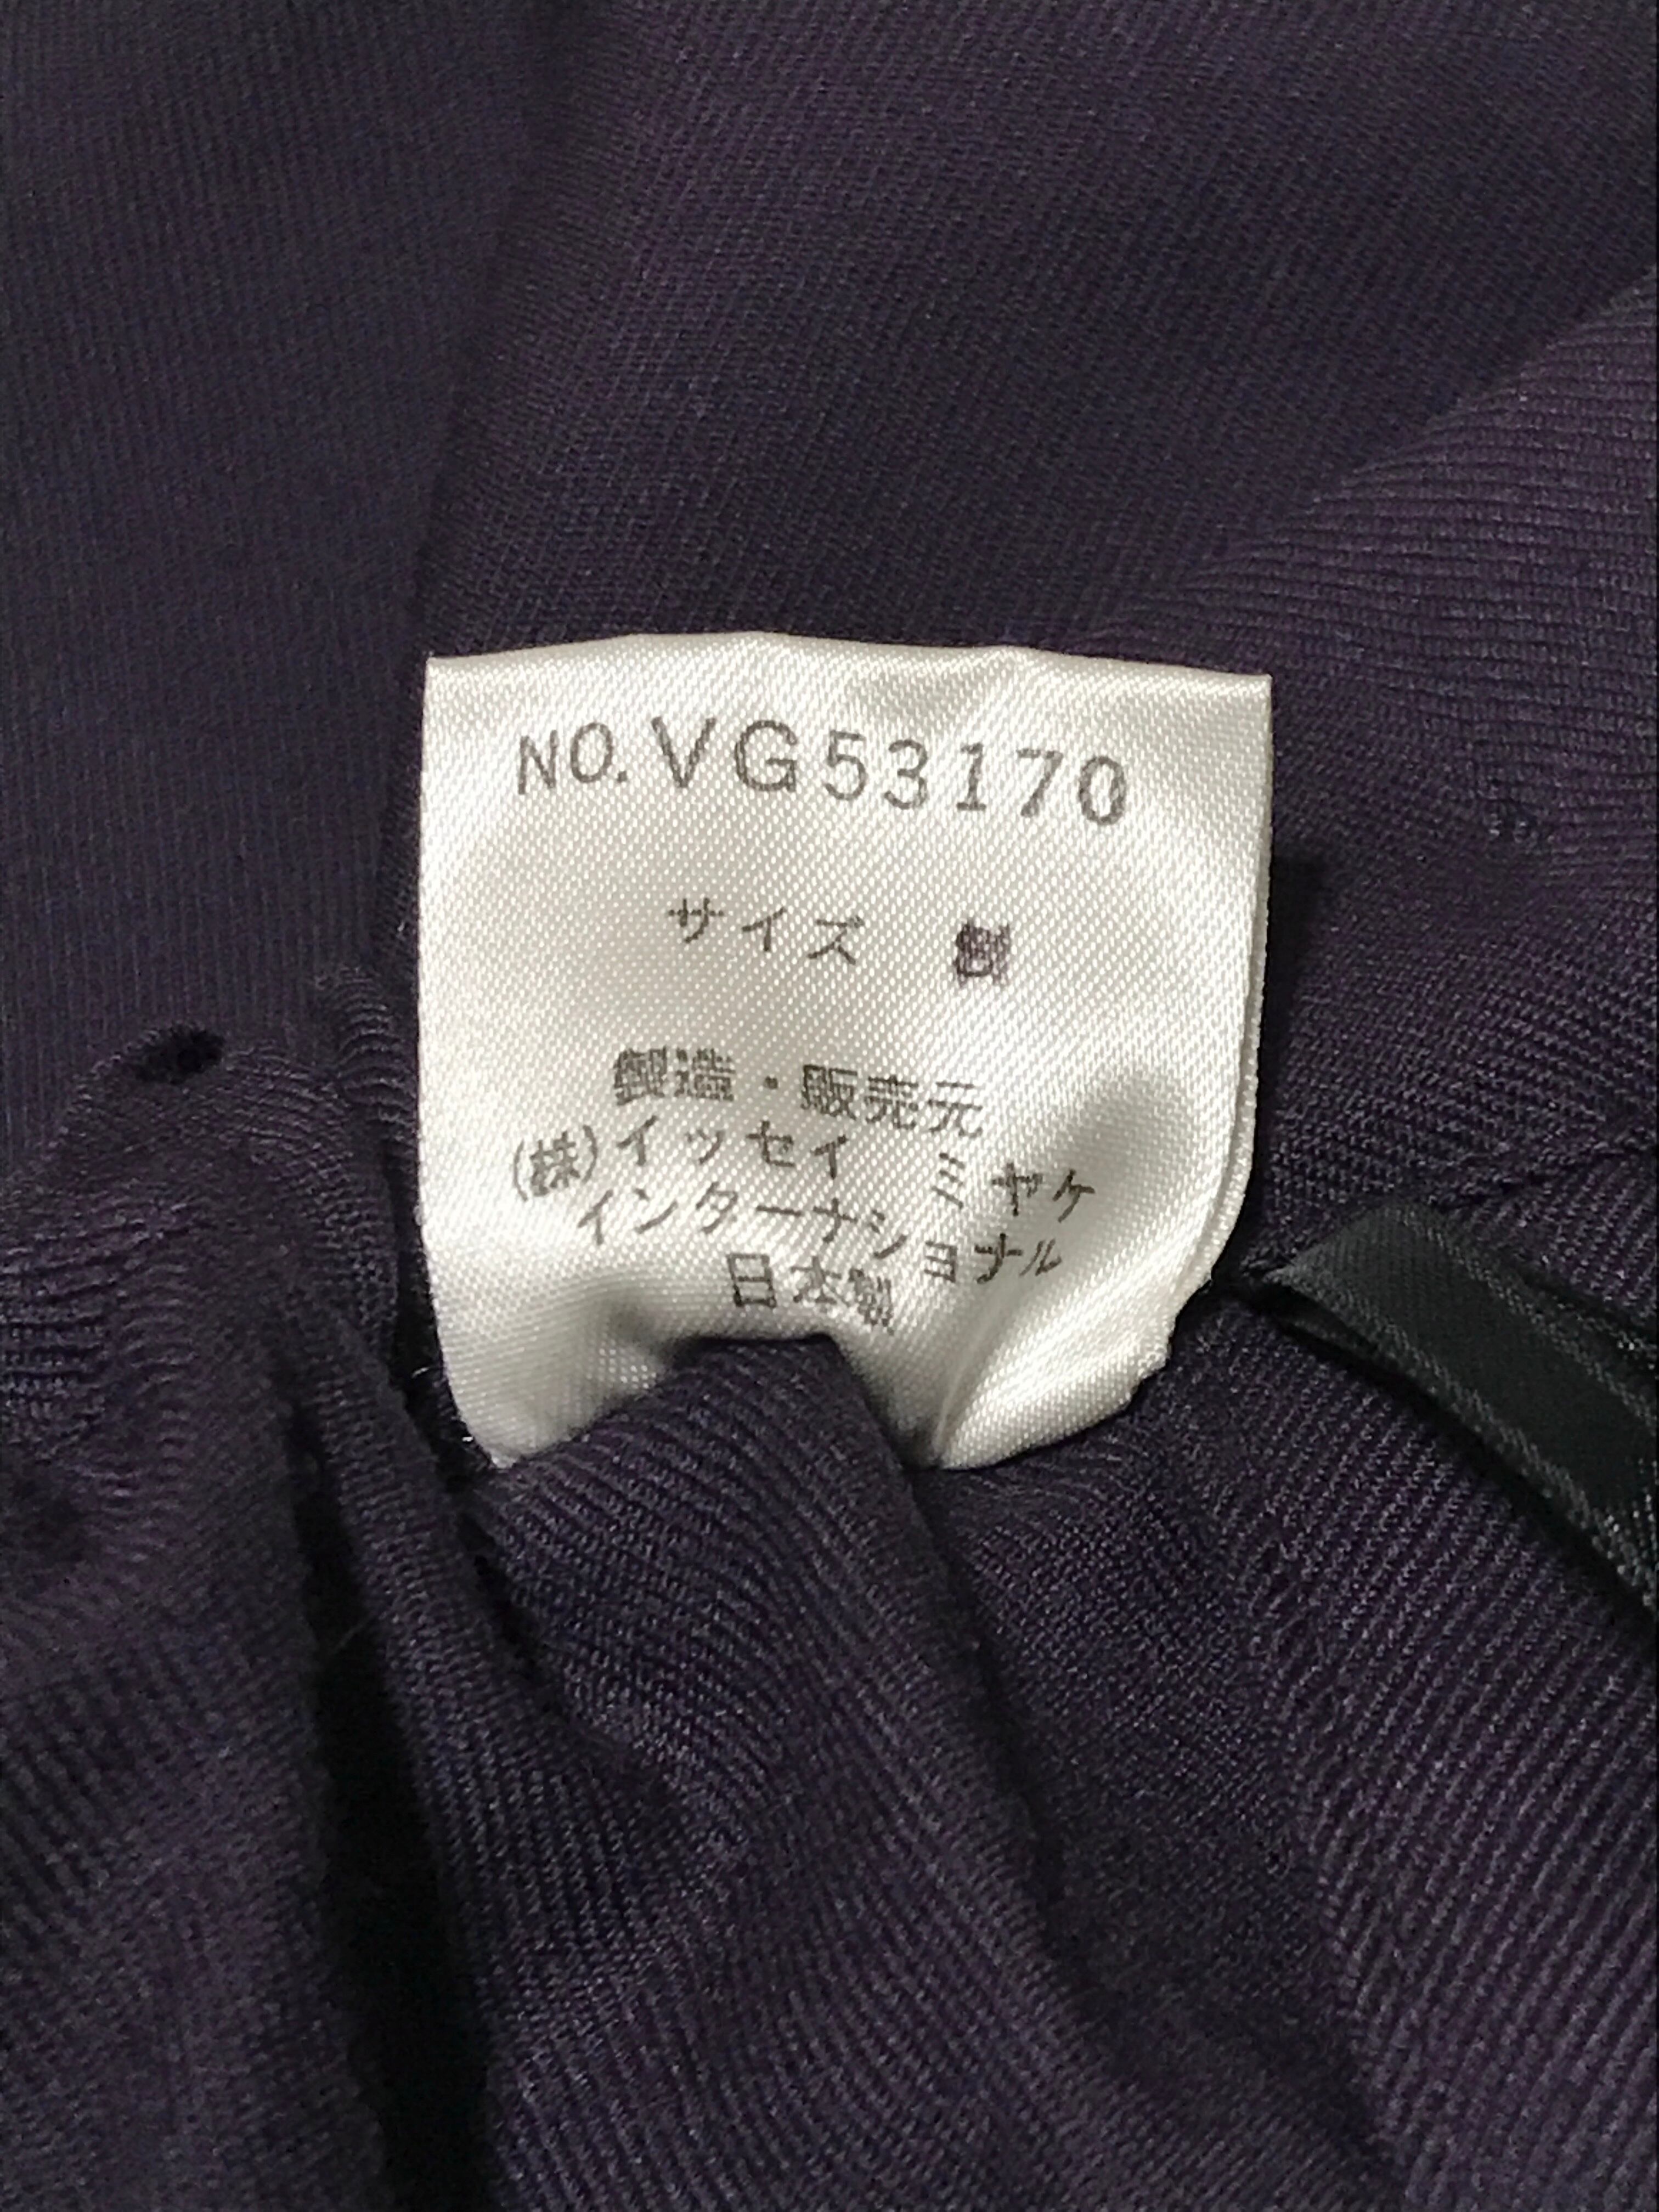 NO. VG53170
サイズ
製造・販売元
(株)イッセイ ミヤケ
インターナショナル
日本製